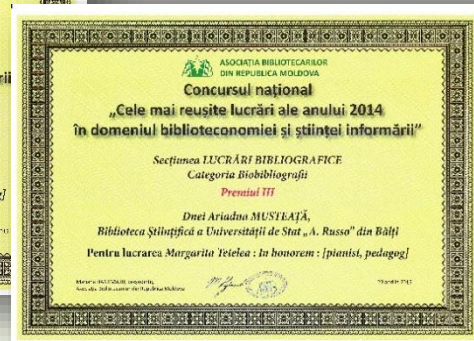 ASOCIAȚIA BIBLIOTECARILOR
DIN REPUBLICA MOLDOVA
Concursul național
„Cele mai reușite lucrări ale anului 2014
în domeniul biblioteconomiei și științei informării”
Secțiunea LUCRĂRI BIBLIOGRAFICE
Categoria Biobibliografii
Premiul III
Dnei Ariadna MUSTEAȚĂ,
Biblioteca Științifică a Universității de Stat „A. Russo” din Bălți
Pentru lucrarea Margarita Tetelea : In honorem : [pianist, pedagog]